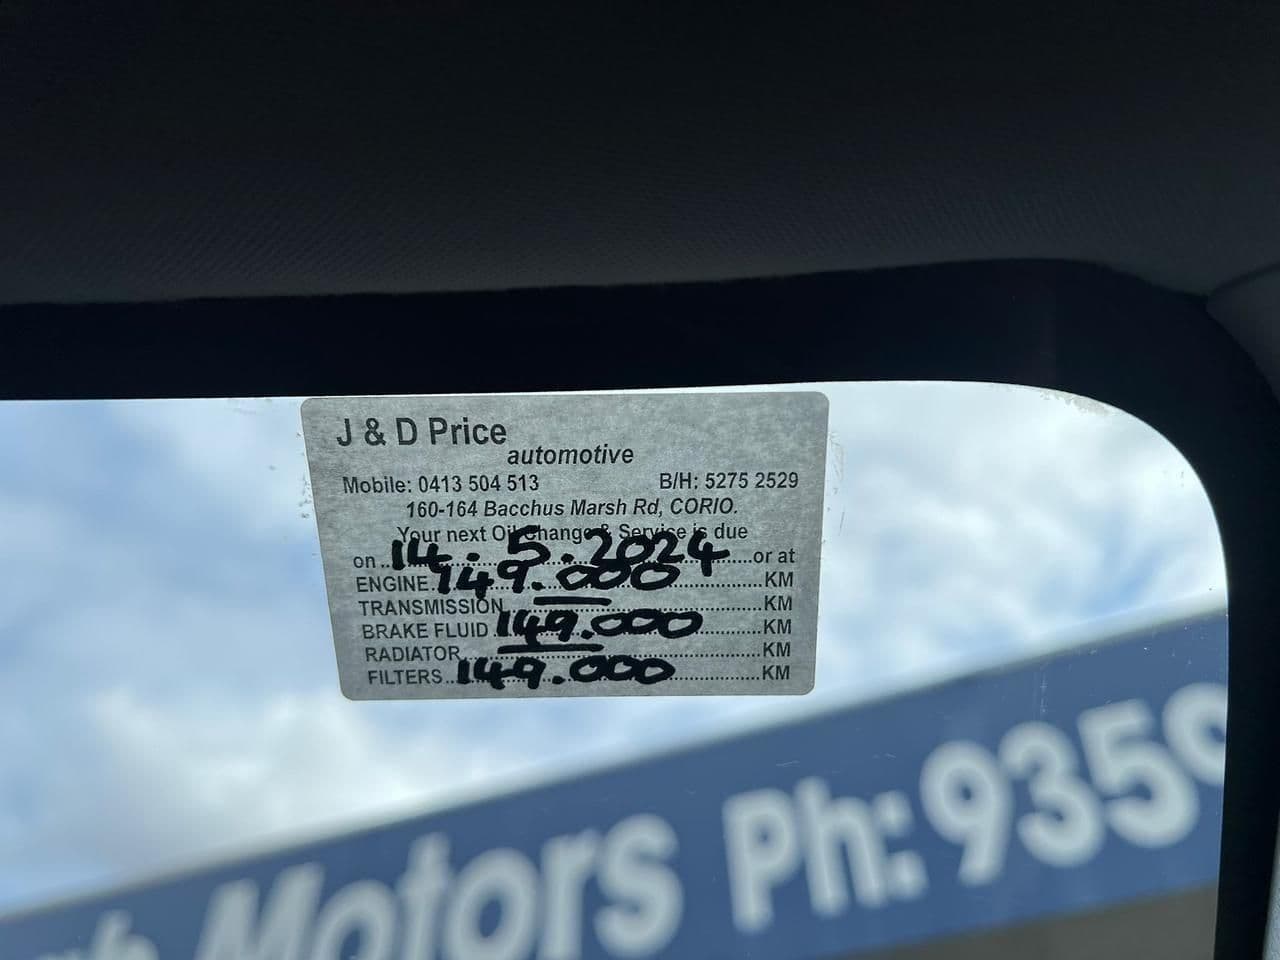 J & D Price
automotive
Mobile: 0413 504 513 B/H: 5275 2529
160-164 Bacchus Marsh Rd, CORIO.
Your next Oil Change & Service is due
on 14.5.2024 or at
ENGINE 149.000 KM
TRANSMISSION — KM
BRAKE FLUID 149.000 KM
RADIATOR — KM
FILTERS 149.000 KM
Motors Ph: 935